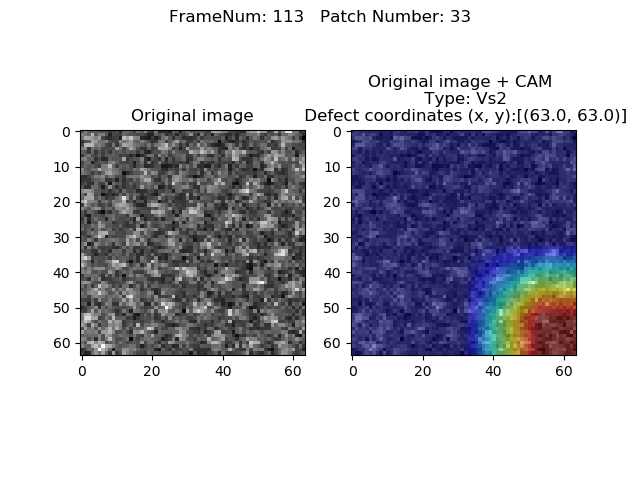 FrameNum: 113   Patch Number: 33
Original image
Original image + CAM
Type: Vs2
Defect coordinates (x, y):[(63.0, 63.0)]
0
10
20
30
40
50
60
0 20 40 60
0
10
20
30
40
50
60
0 20 40 60